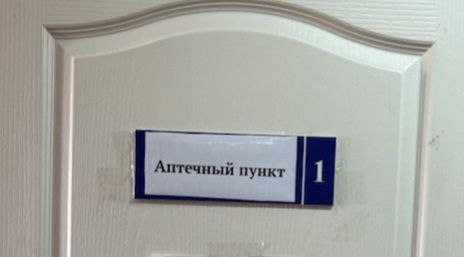 Аптечный пункт 1